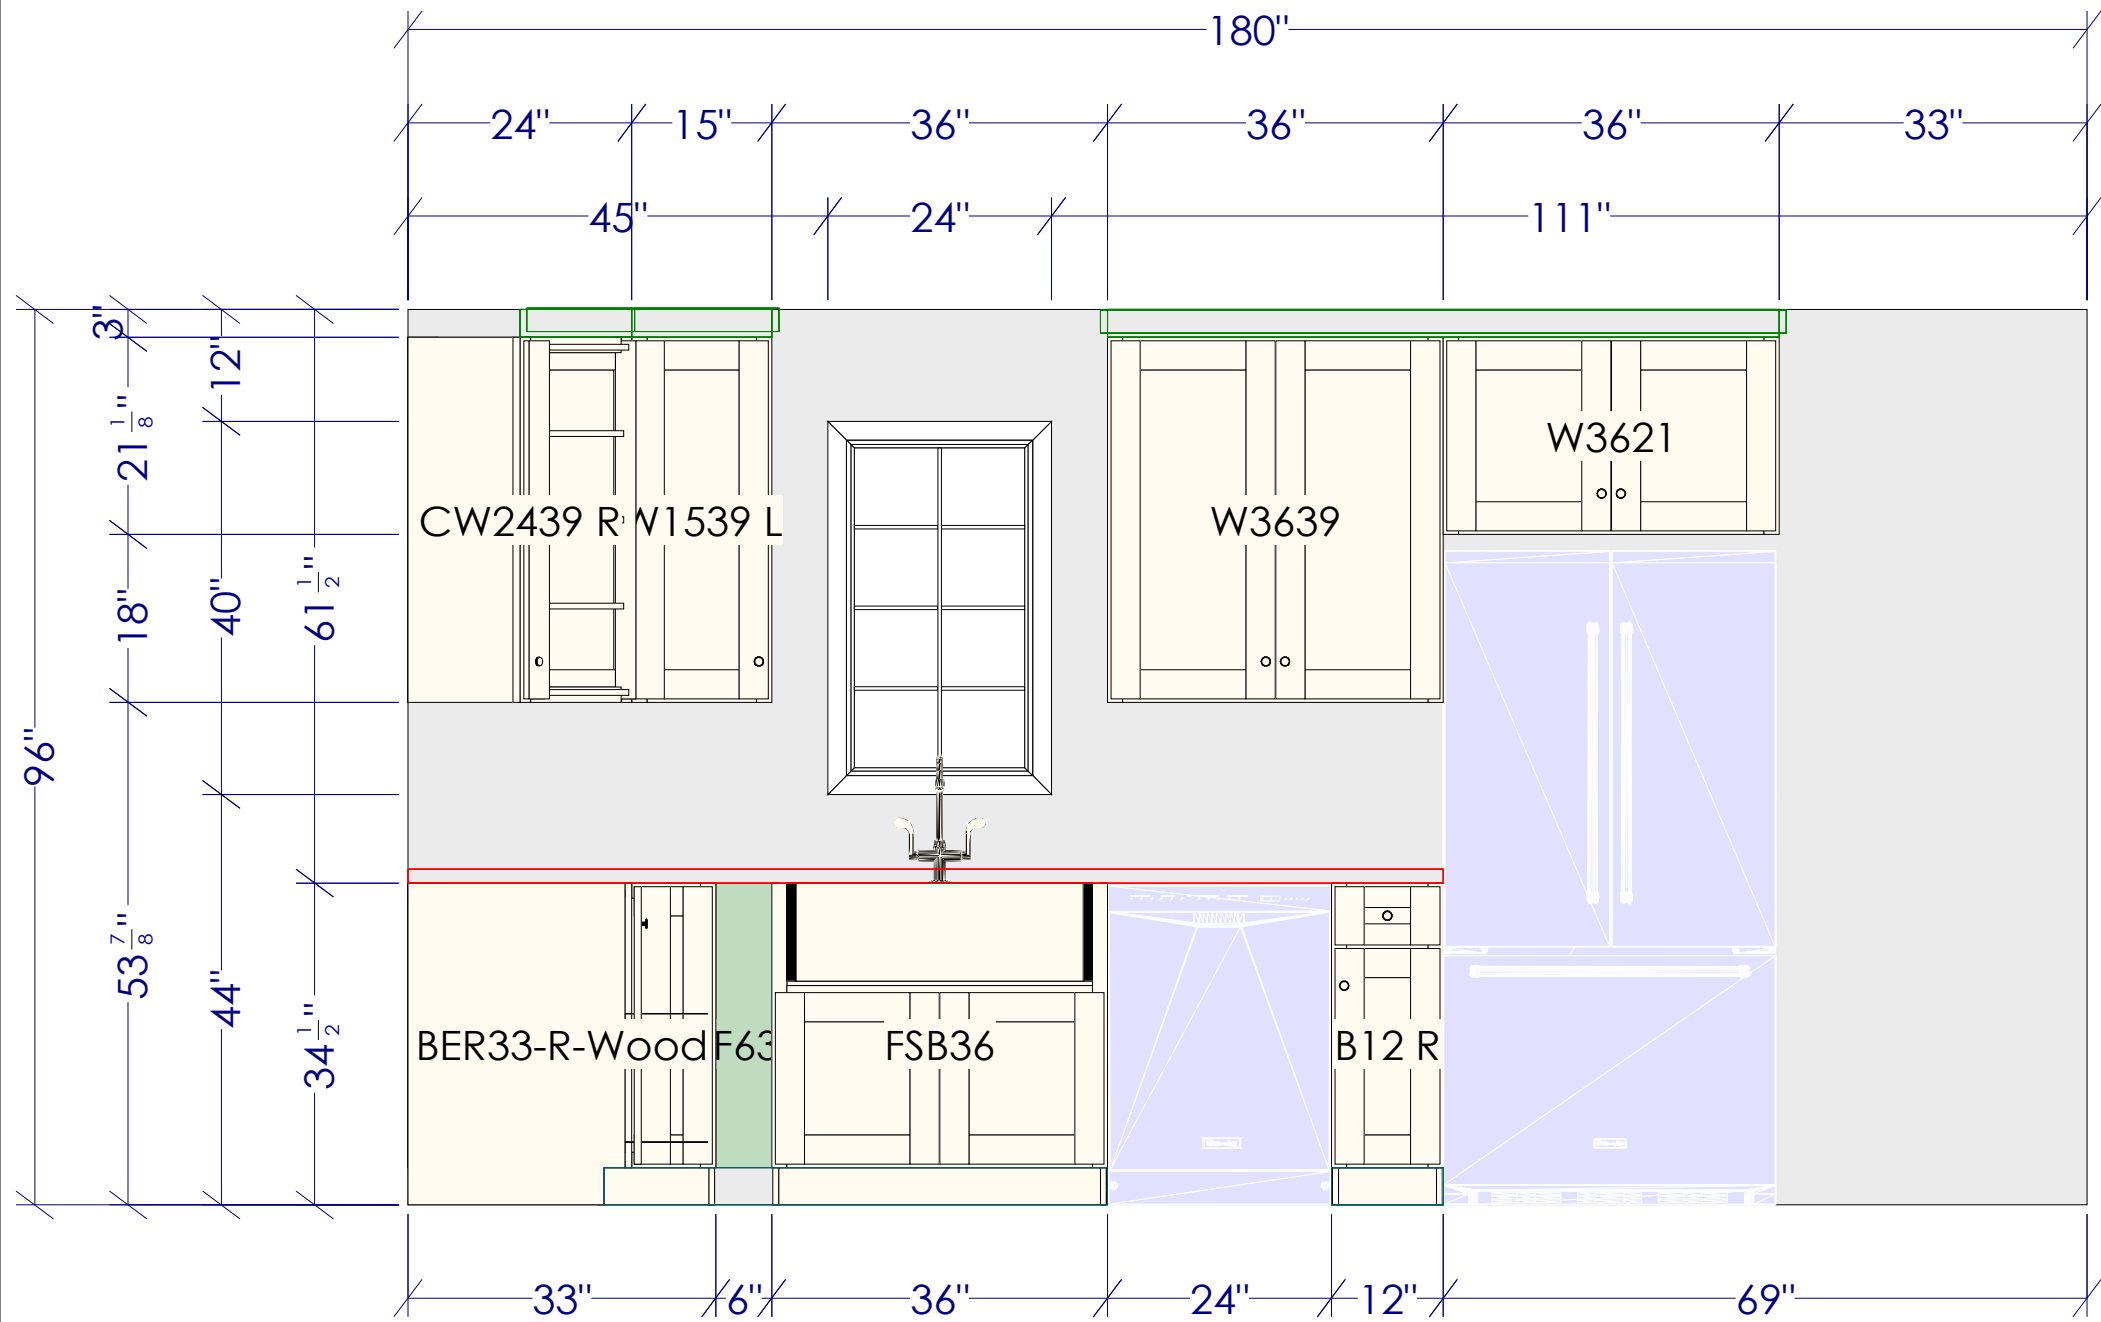 180"
24" 15" 36" 36" 36" 33"
45" 24" 111"
3"
12"
21 1/8"
W3621
CW2439 R W1539 L
W3639
18"
40"
61 1/2"
96"
53 7/8"
44"
34 1/2"
BER33-R-Wood F63 FSB36 B12 R
33" 6" 36" 24" 12" 69"